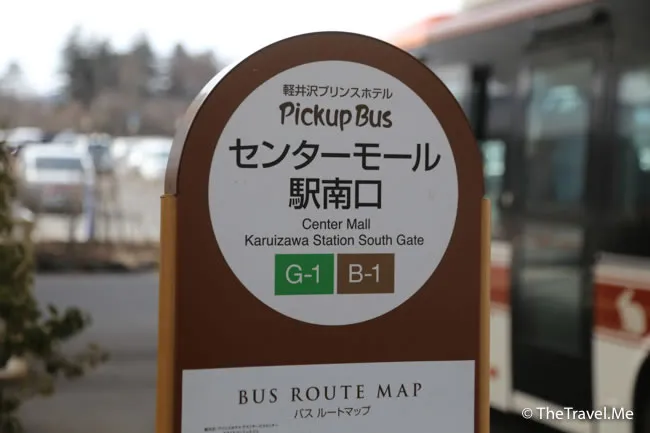 軽井沢プリンスホテル
Pickup Bus
センターモール
駅南口
Center Mall
Karuizawa Station South Gate
G-1 B-1
BUS ROUTE MAP
バス ルートマップ
© TheTravel.Me